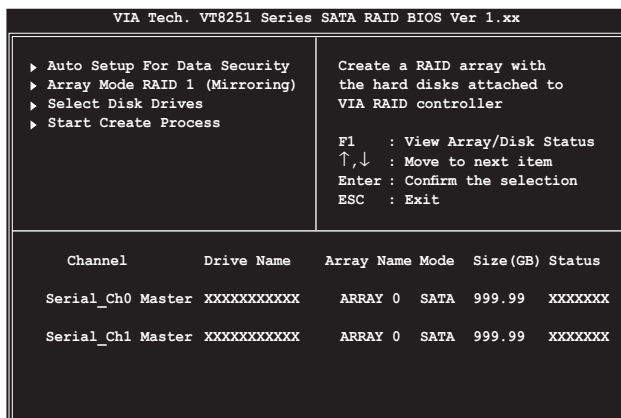 VIA Tech. VT8251 Series SATA RAID BIOS Ver 1.xx
Auto Setup For Data Security
Array Mode RAID 1 (Mirroring)
Select Disk Drives
Start Create Process
Create a RAID array with
the hard disks attached to
VIA RAID controller
F1 : View Array/Disk Status
↑,↓ : Move to next item
Enter : Confirm the selection
ESC : Exit
Channel Drive Name Array Name Mode Size(GB) Status
Serial_Ch0 Master XXXXXXXXXXX ARRAY 0 SATA 999.99 XXXXXXX
Serial_Ch1 Master XXXXXXXXXXX ARRAY 0 SATA 999.99 XXXXXXX